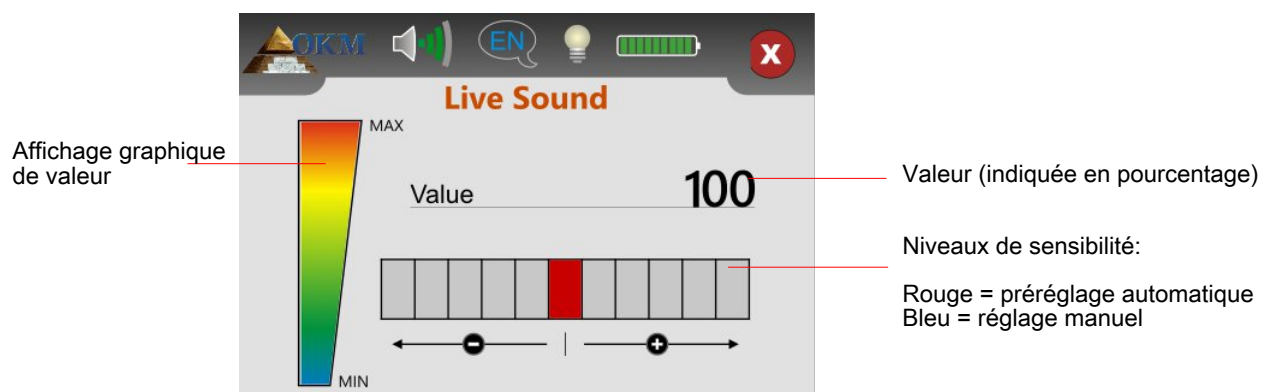 OKM
EN
X
Live Sound
MAX
Affichage graphique
de valeur
Value 100
Valeur (indiquée en pourcentage)
Niveaux de sensibilité:
Rouge = préréglage automatique
Bleu = réglage manuel
MIN